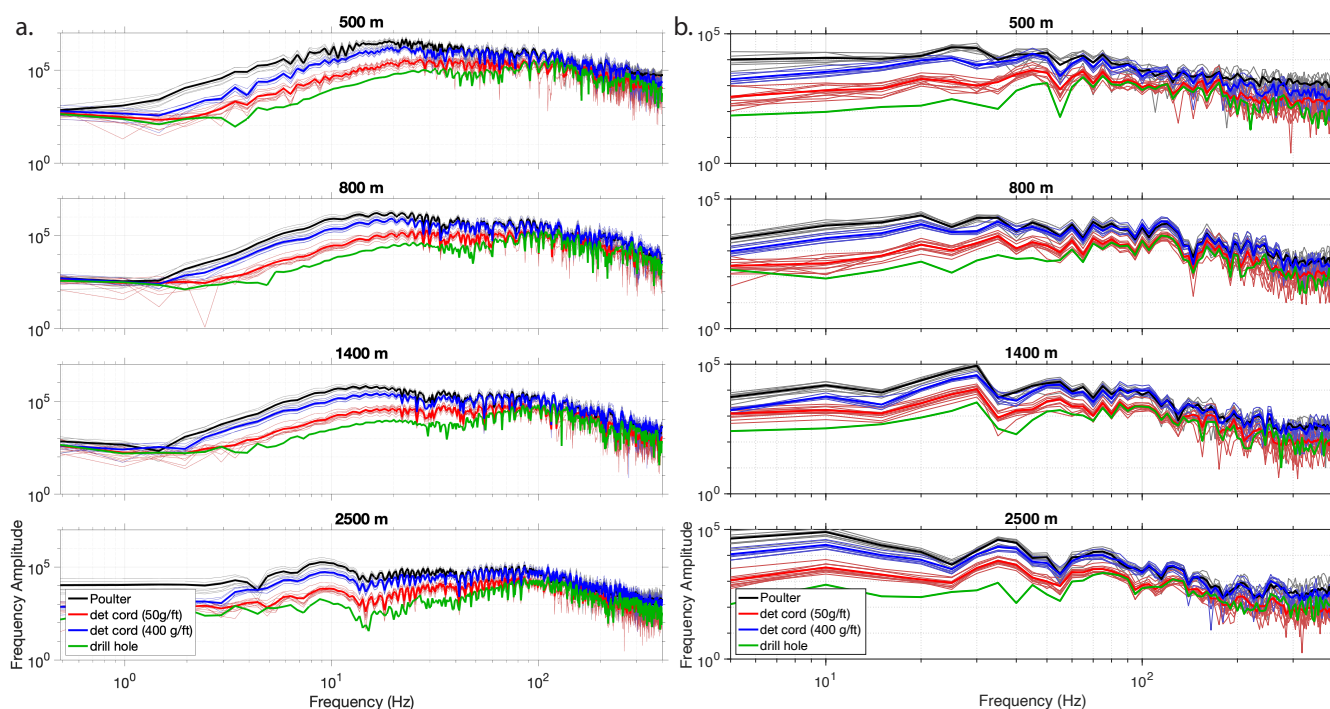 a.
500 m
10^5
10^0
800 m
10^5
10^0
1400 m
10^5
10^0
2500 m
10^5
10^0
Frequency Amplitude
Poulter
det cord (50g/ft)
det cord (400 g/ft)
drill hole
10^0
10^1
10^2
Frequency (Hz)
b.
500 m
10^5
10^0
800 m
10^5
10^0
1400 m
10^5
10^0
2500 m
10^5
10^0
Frequency Amplitude
Poulter
det cord (50g/ft)
det cord (400 g/ft)
drill hole
10^1
10^2
Frequency (Hz)